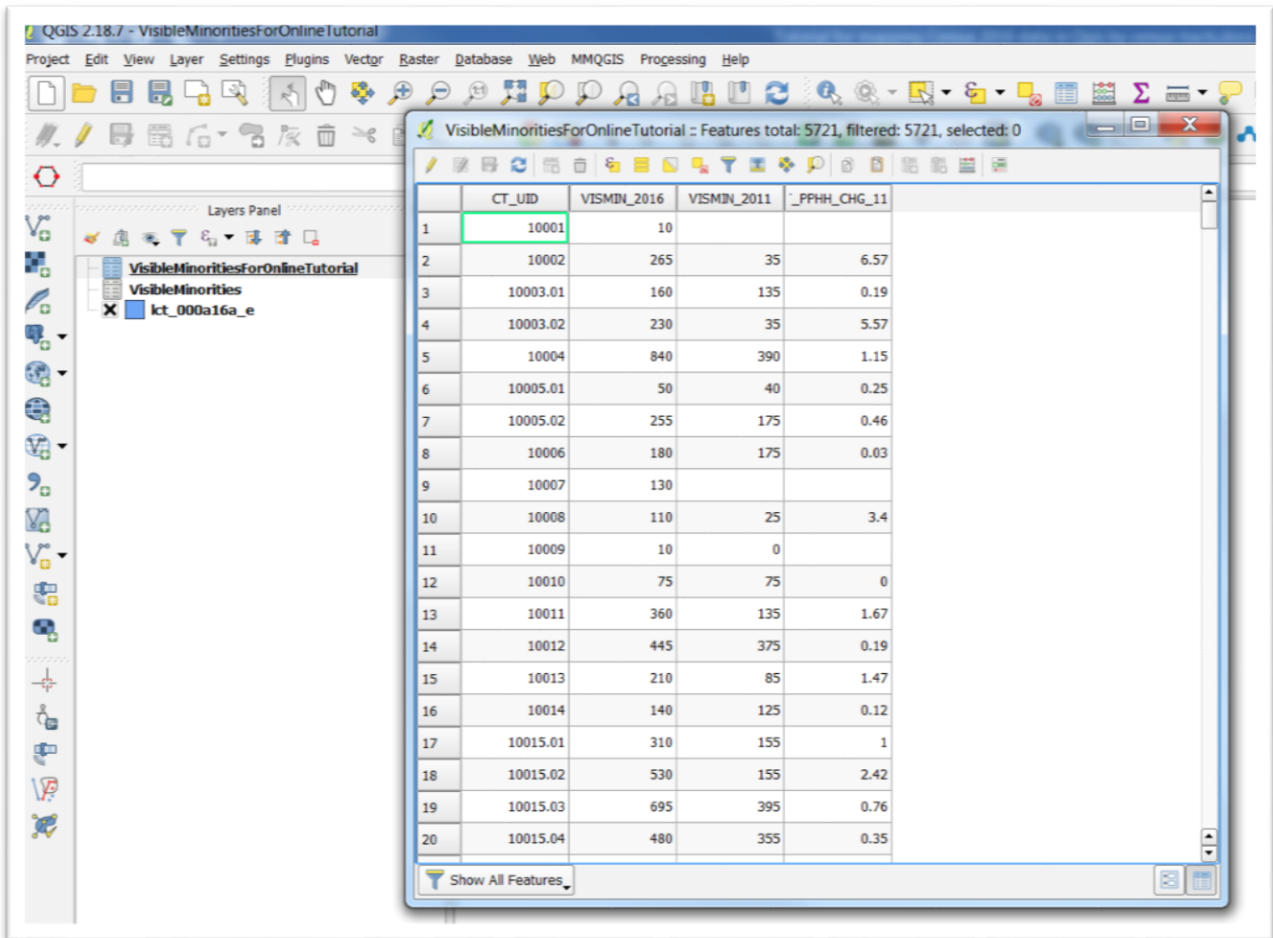 QGIS 2.18.7 - VisibleMinoritiesForOnlineTutorial
Project Edit View Layer Settings Plugins Vector Raster Database Web MMQGIS Processing Help
VisibleMinoritiesForOnlineTutorial :: Features total: 5721, filtered: 5721, selected: 0
Layers Panel
VisibleMinoritiesForOnlineTutorial
VisibleMinorities
lct_000a16a_e
CT_UID VISMIN_2016 VISMIN_2011 _PPHH_CHG_11
1 10001 10
2 10002 265 35 6.57
3 10003.01 160 135 0.19
4 10003.02 230 35 5.57
5 10004 840 390 1.15
6 10005.01 50 40 0.25
7 10005.02 255 175 0.46
8 10006 180 175 0.03
9 10007 130
10 10008 110 25 3.4
11 10009 10 0
12 10010 75 75 0
13 10011 360 135 1.67
14 10012 445 375 0.19
15 10013 210 85 1.47
16 10014 140 125 0.12
17 10015.01 310 155 1
18 10015.02 530 155 2.42
19 10015.03 695 395 0.76
20 10015.04 480 355 0.35
Show All Features